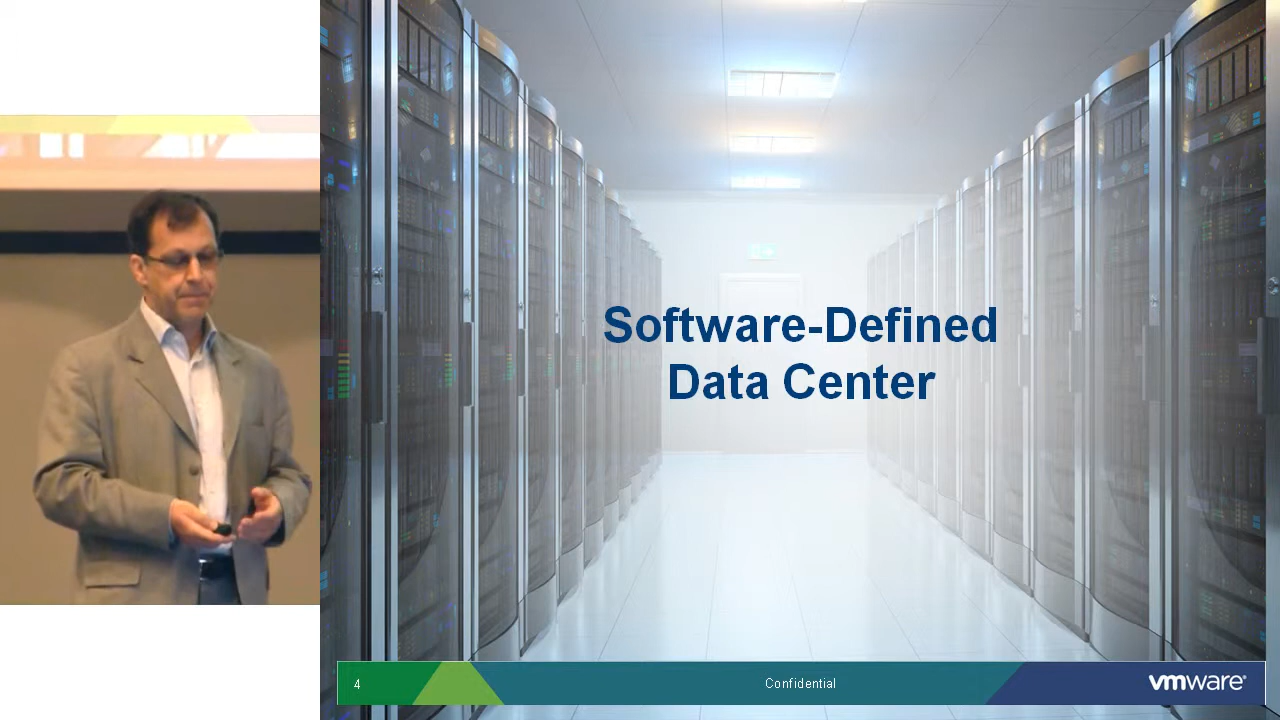 Software-Defined
Data Center
4
Confidential
vmware®